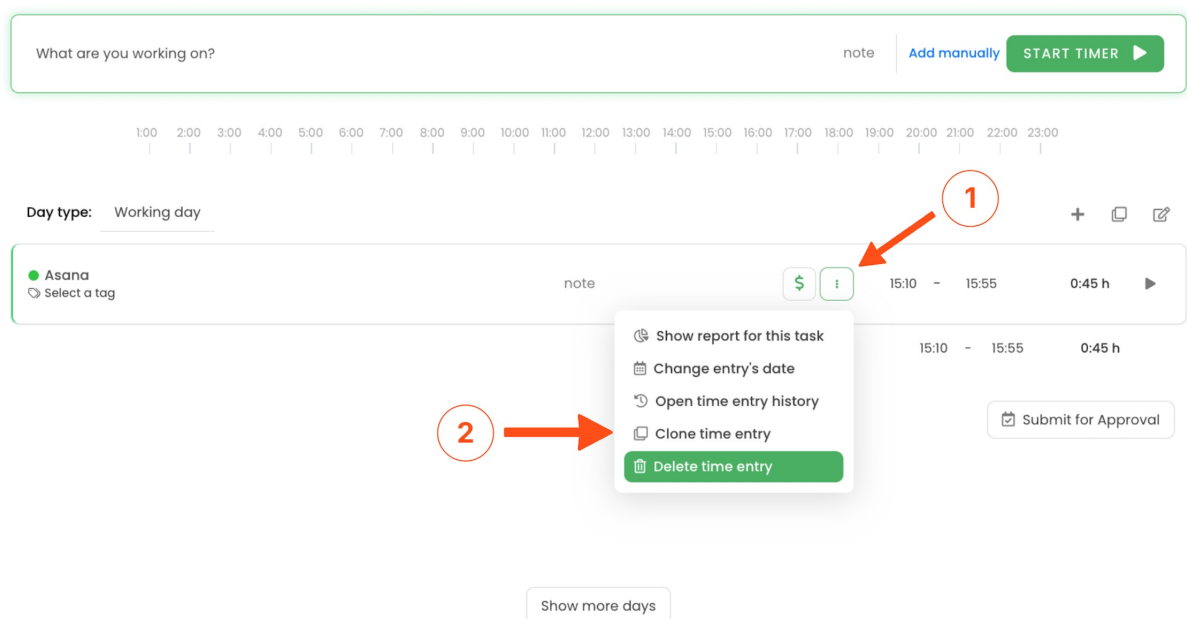 What are you working on? note Add manually START TIMER
1:00 2:00 3:00 4:00 5:00 6:00 7:00 8:00 9:00 10:00 11:00 12:00 13:00 14:00 15:00 16:00 17:00 18:00 19:00 20:00 21:00 22:00 23:00
1
Day type: Working day
Asana
Select a tag
note $ 15:10 - 15:55 0:45 h
Show report for this task
15:10 - 15:55 0:45 h
Change entry's date
Open time entry history
Submit for Approval
2
Clone time entry
Delete time entry
Show more days